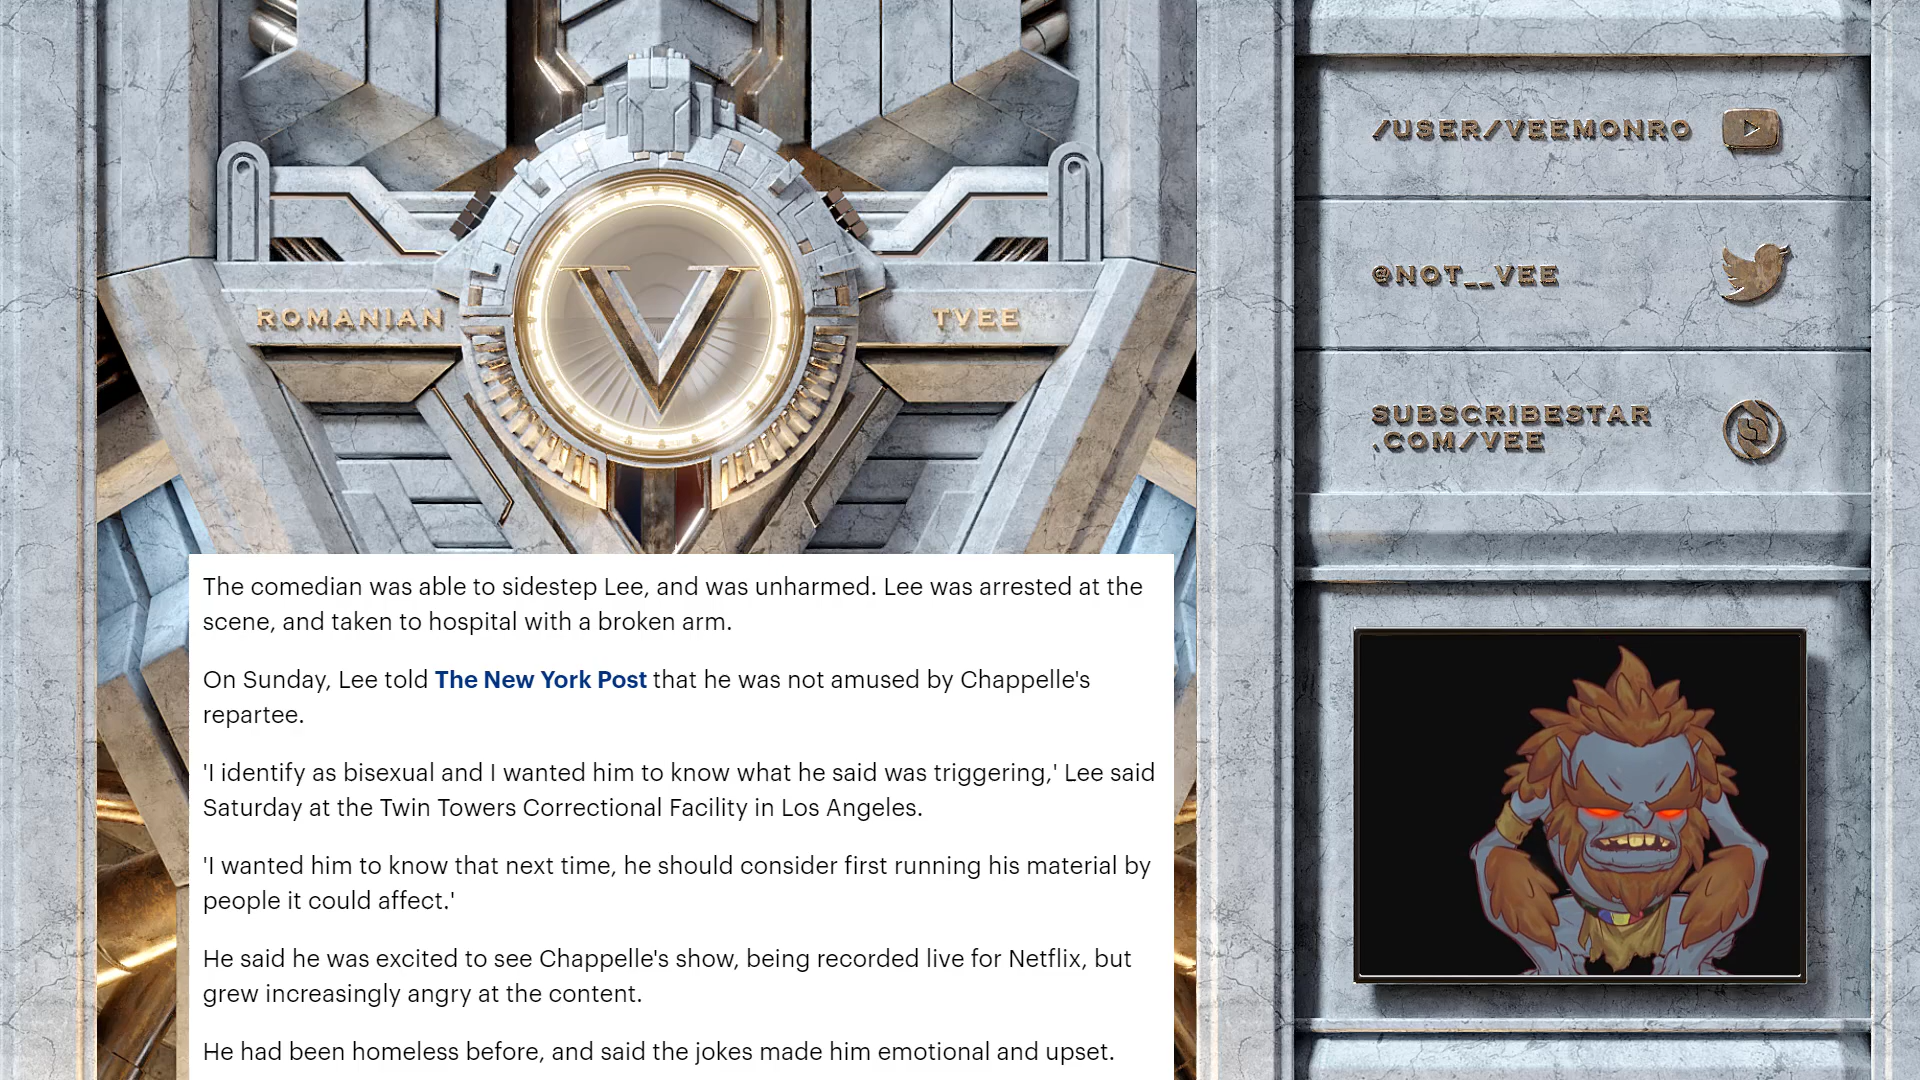 /USER/VEEMONRO
@NOT__VEE
ROMANIAN
V
TVEE
SUBSCRIBESTAR
.COM/VEE
The comedian was able to sidestep Lee, and was unharmed. Lee was arrested at the
scene, and taken to hospital with a broken arm.
On Sunday, Lee told The New York Post that he was not amused by Chappelle's
repartee.
'I identify as bisexual and I wanted him to know what he said was triggering,' Lee said
Saturday at the Twin Towers Correctional Facility in Los Angeles.
'I wanted him to know that next time, he should consider first running his material by
people it could affect.'
He said he was excited to see Chappelle's show, being recorded live for Netflix, but
grew increasingly angry at the content.
He had been homeless before, and said the jokes made him emotional and upset.